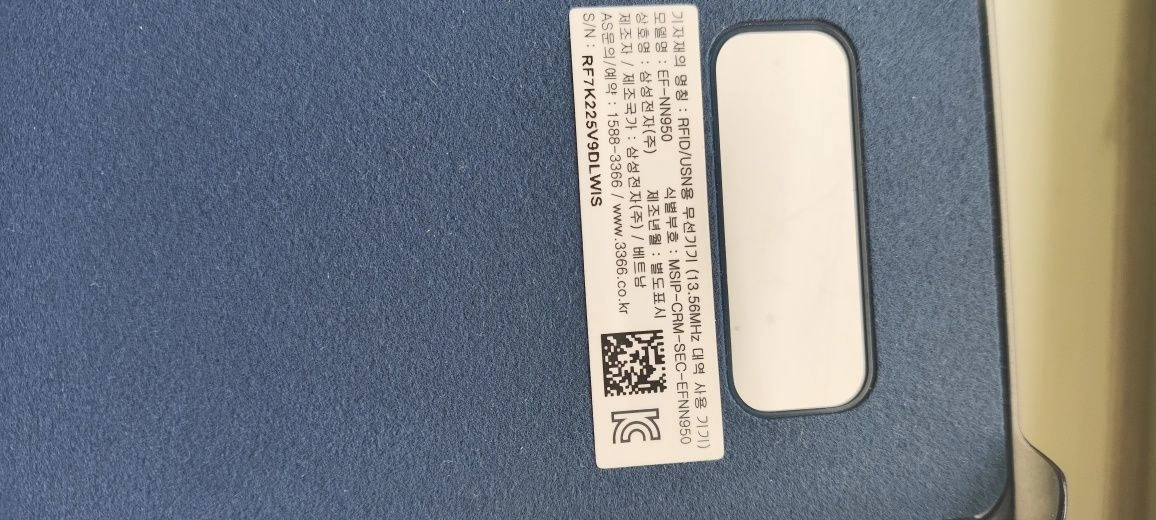 기자재의 명칭 : RFID/USN용 무선기기 (13.56MHz 대역 사용 기기)
모델명 : EF-NN950 식별부호 : MSIP-CRM-SEC-EFNN950
상호명 : 삼성전자(주) 제조년월 : 별도표시
제조자 / 제조국가 : 삼성전자(주) / 베트남
AS문의/예약 : 1588-3366 / www.3366.co.kr
S/N : RF7K225V9DLWIS